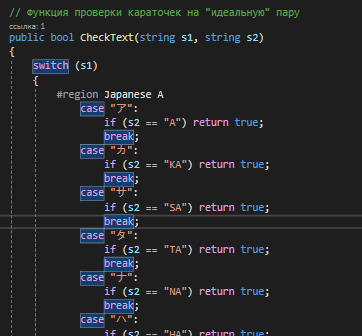 // Функция проверки караточек на "идеальную" пару
ссылка: 1
public bool CheckText(string s1, string s2)
{
switch (s1)
{
#region Japanese A
case "ア":
if (s2 == "A") return true;
break;
case "カ":
if (s2 == "KA") return true;
break;
case "サ":
if (s2 == "SA") return true;
break;
case "タ":
if (s2 == "TA") return true;
break;
case "ナ":
if (s2 == "NA") return true;
break;
case "ハ":
if (s2 == "HA") return true;